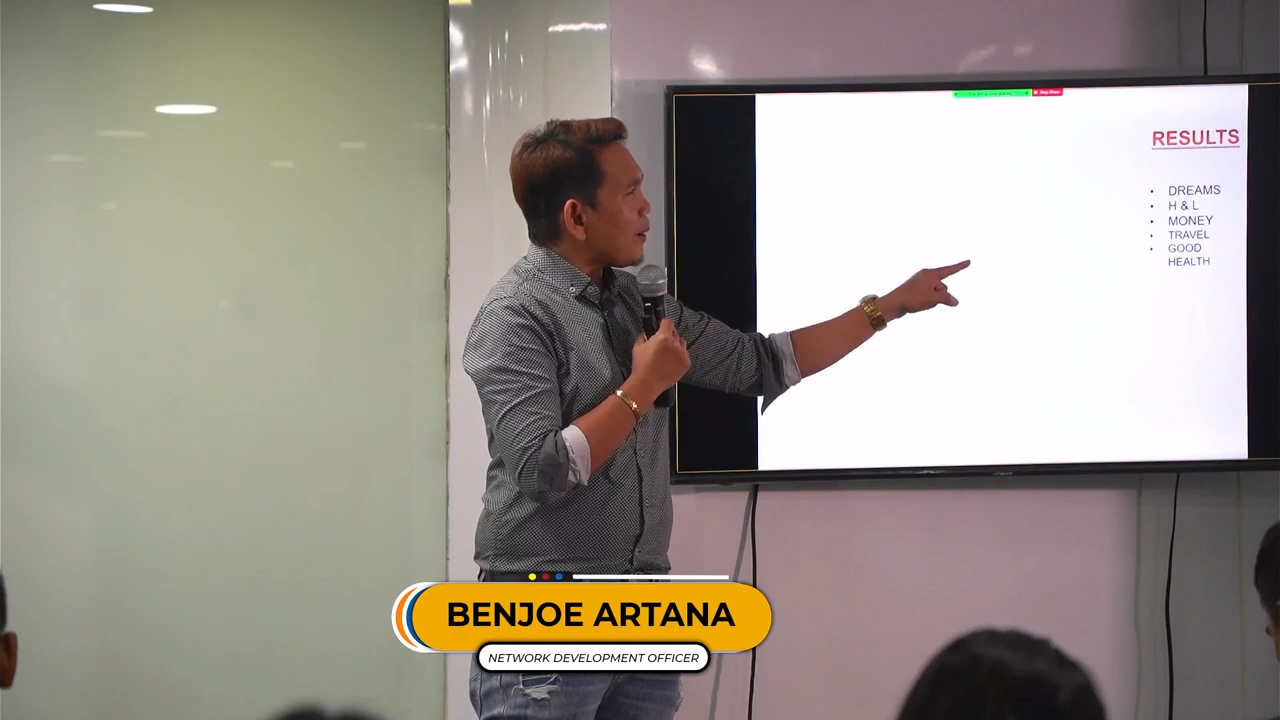 RESULTS
• DREAMS
• H & L
• MONEY
• TRAVEL
• GOOD
HEALTH
BENJOE ARTANA
NETWORK DEVELOPMENT OFFICER